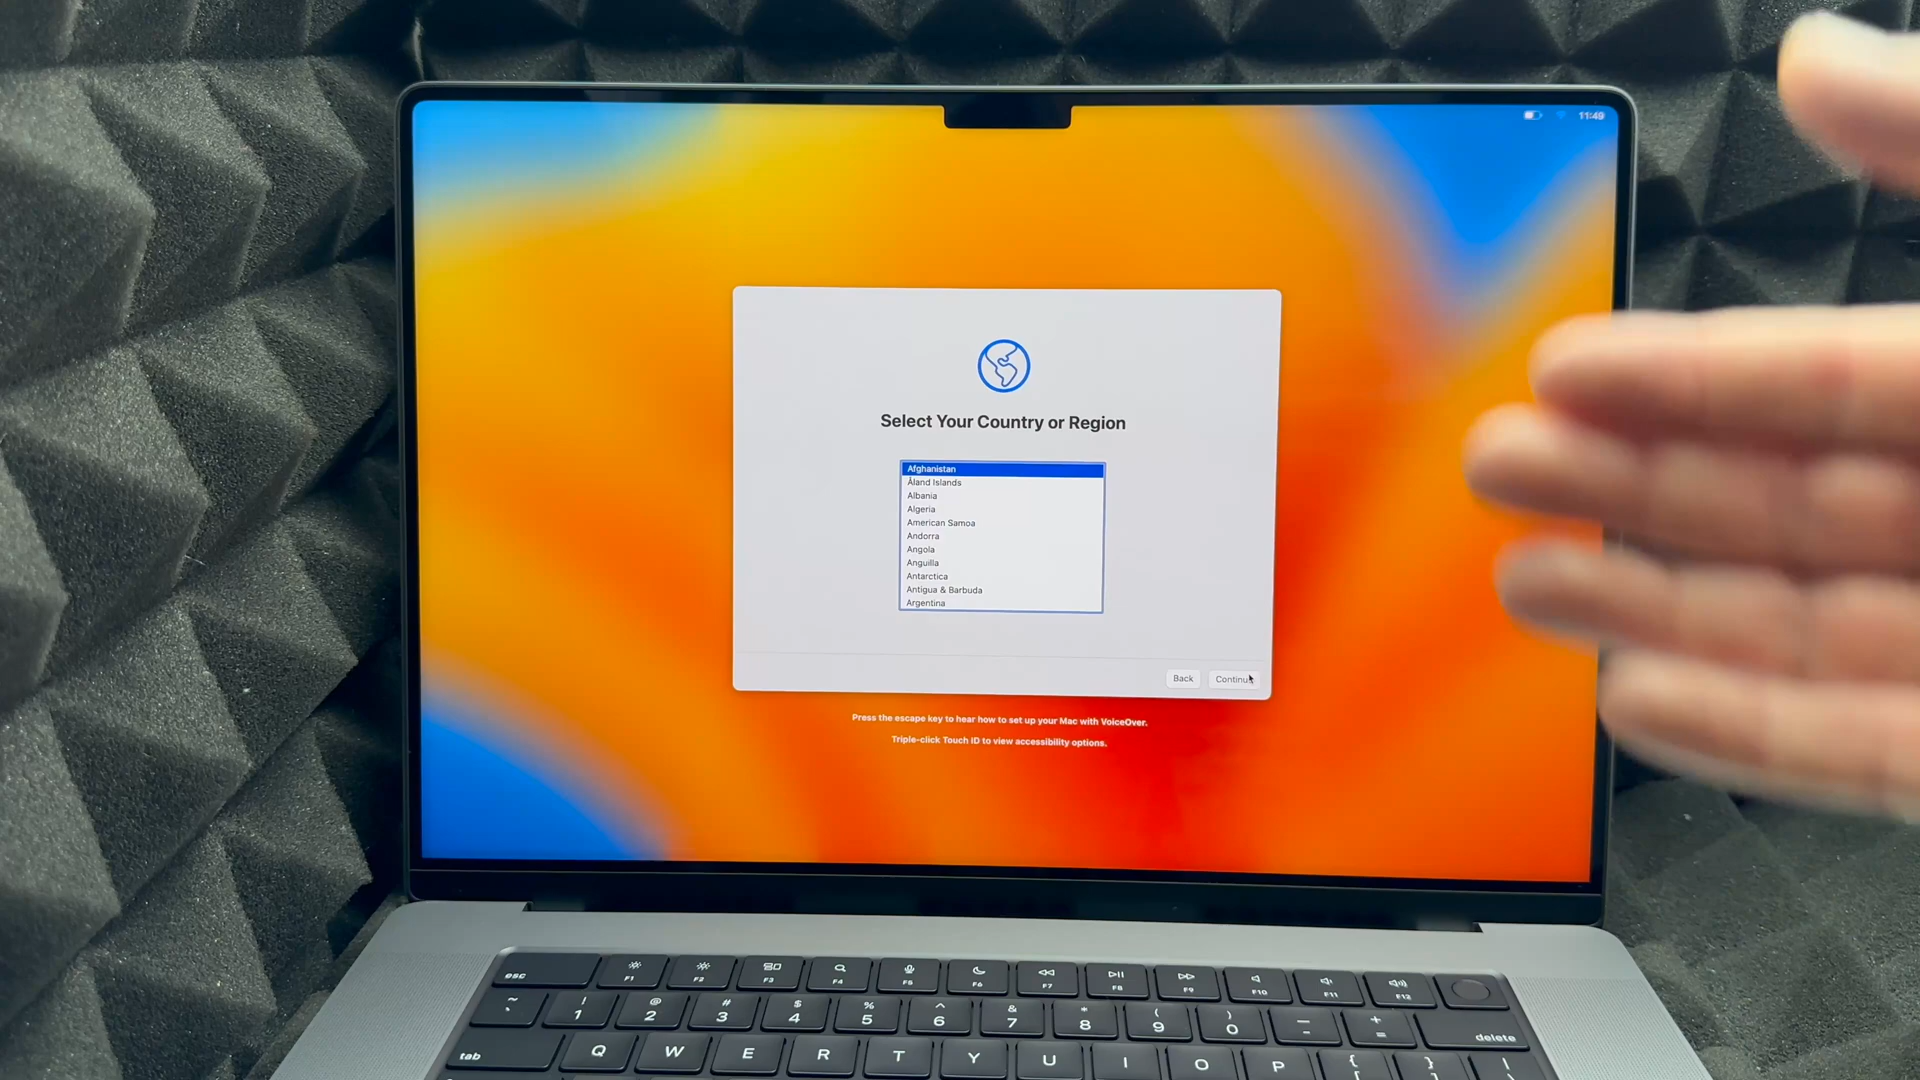 11:49
Select Your Country or Region
Afghanistan
Åland Islands
Albania
Algeria
American Samoa
Andorra
Angola
Anguilla
Antarctica
Antigua & Barbuda
Argentina
Back Continue
Press the escape key to hear how to set up your Mac with VoiceOver.
Triple-click Touch ID to view accessibility options.
esc F1 F2 F3 F4 F5 F6 F7 F8 F9 F10 F11 F12
~ ! @ # $ % ^ & * ( ) — +
` 1 2 3 4 5 6 7 8 9 0 - = delete
tab Q W E R T Y U I O P { } |
[ ] \